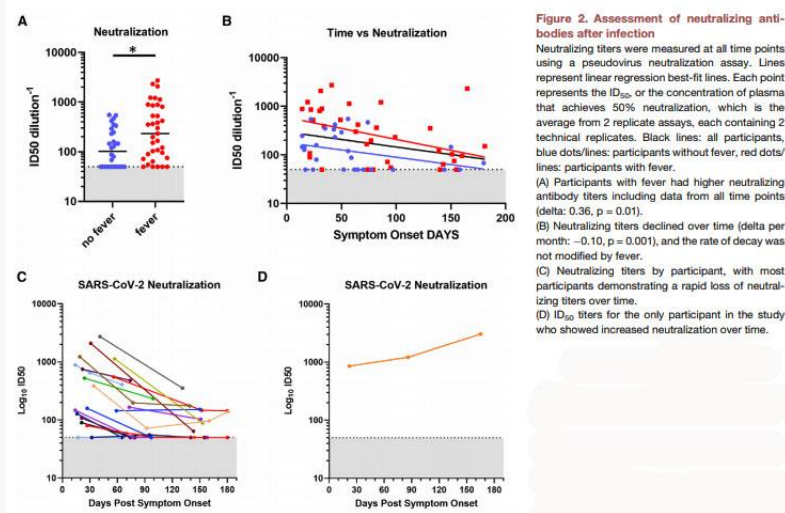 A
Neutralization
*
10000
1000
100
10
ID50 dilution-1
no fever
fever
B
Time vs Neutralization
10000
1000
100
10
ID50 dilution-1
0
50
100
150
200
Symptom Onset DAYS
C
SARS-CoV-2 Neutralization
10000
1000
100
10
Log10 ID50
0
30
60
90
120
150
180
Days Post Symptom Onset
D
SARS-CoV-2 Neutralization
10000
1000
100
10
Log10 ID50
0
30
60
90
120
150
180
Days Post Symptom Onset
Figure 2. Assessment of neutralizing anti-
bodies after infection
Neutralizing titers were measured at all time points
using a pseudovirus neutralization assay. Lines
represent linear regression best-fit lines. Each point
represents the ID50, or the concentration of plasma
that achieves 50% neutralization, which is the
average from 2 replicate assays, each containing 2
technical replicates. Black lines: all participants,
blue dots/lines: participants without fever, red dots/
lines: participants with fever.
(A) Participants with fever had higher neutralizing
antibody titers including data from all time points
(delta: 0.36, p = 0.01).
(B) Neutralizing titers declined over time (delta per
month: −0.10, p = 0.001), and the rate of decay was
not modified by fever.
(C) Neutralizing titers by participant, with most
participants demonstrating a rapid loss of neutral-
izing titers over time.
(D) ID50 titers for the only participant in the study
who showed increased neutralization over time.